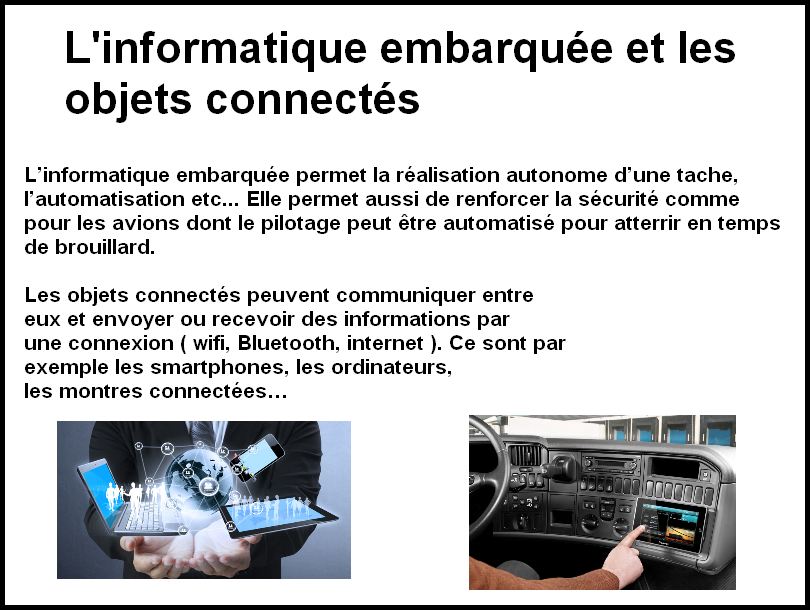 L'informatique embarquée et les
objets connectés
L’informatique embarquée permet la réalisation autonome d’une tache,
l’automatisation etc... Elle permet aussi de renforcer la sécurité comme
pour les avions dont le pilotage peut être automatisé pour atterrir en temps
de brouillard.
Les objets connectés peuvent communiquer entre
eux et envoyer ou recevoir des informations par
une connexion ( wifi, Bluetooth, internet ). Ce sont par
exemple les smartphones, les ordinateurs,
les montres connectées…